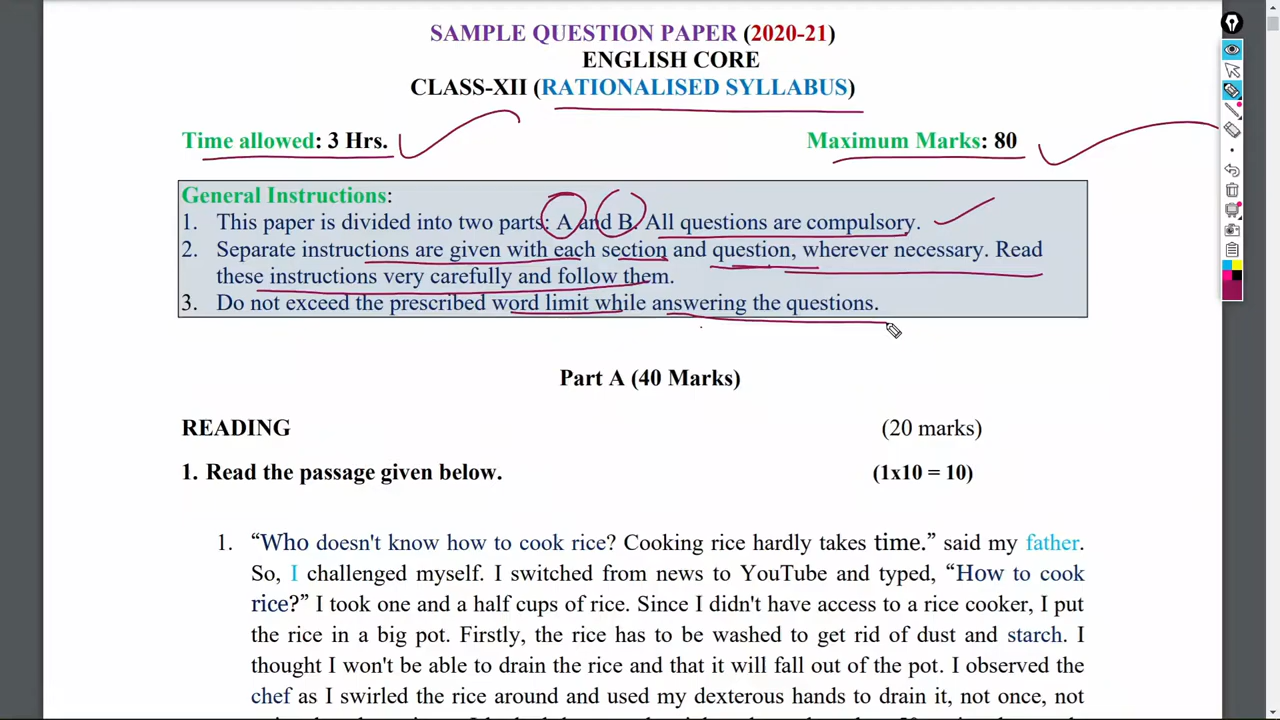 SAMPLE QUESTION PAPER (2020-21)
ENGLISH CORE
CLASS-XII (RATIONALISED SYLLABUS)
Time allowed: 3 Hrs. Maximum Marks: 80
General Instructions:
1. This paper is divided into two parts: A and B. All questions are compulsory.
2. Separate instructions are given with each section and question, wherever necessary. Read
these instructions very carefully and follow them.
3. Do not exceed the prescribed word limit while answering the questions.
Part A (40 Marks)
READING (20 marks)
1. Read the passage given below. (1x10 = 10)
1. “Who doesn't know how to cook rice? Cooking rice hardly takes time.” said my father.
So, I challenged myself. I switched from news to YouTube and typed, “How to cook
rice?” I took one and a half cups of rice. Since I didn't have access to a rice cooker, I put
the rice in a big pot. Firstly, the rice has to be washed to get rid of dust and starch. I
thought I won't be able to drain the rice and that it will fall out of the pot. I observed the
chef as I swirled the rice around and used my dexterous hands to drain it, not once, not